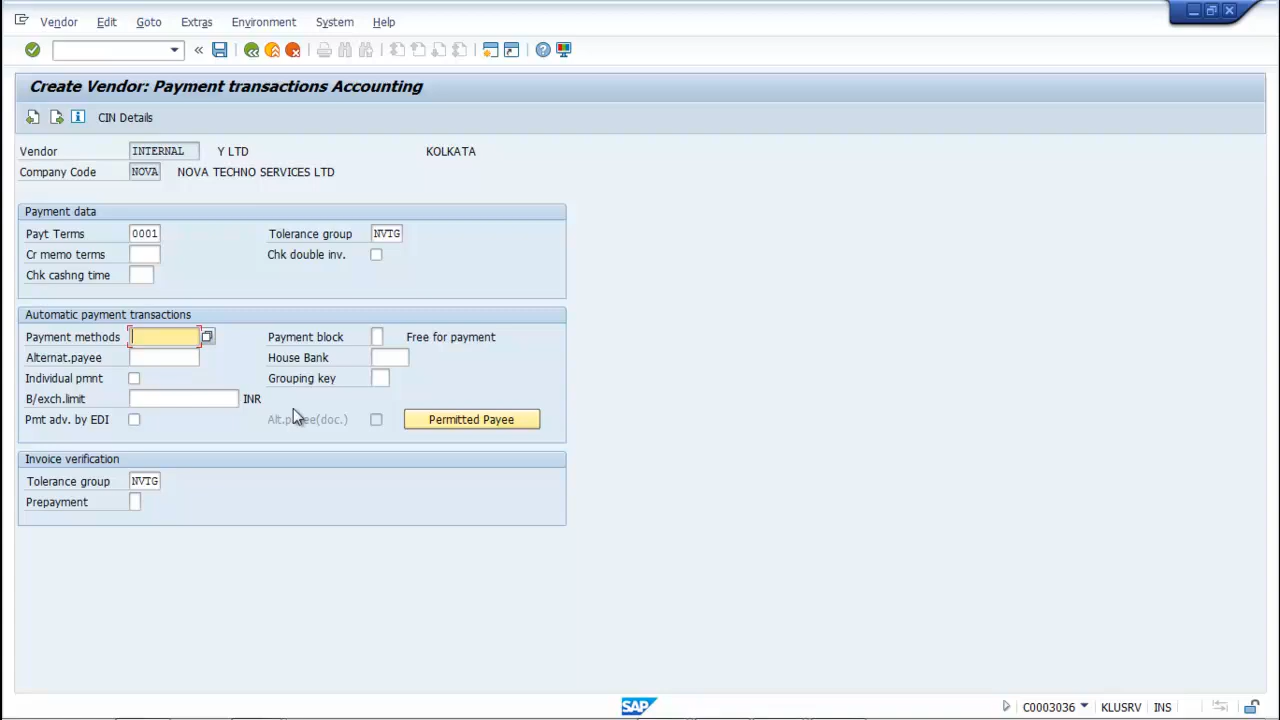 Vendor Edit Goto Extras Environment System Help
Create Vendor: Payment transactions Accounting
CIN Details
Vendor INTERNAL Y LTD KOLKATA
Company Code NOVA NOVA TECHNO SERVICES LTD
Payment data
Payt Terms 0001 Tolerance group NVTG
Cr memo terms Chk double inv.
Chk cashng time
Automatic payment transactions
Payment methods Payment block Free for payment
Alternat.payee House Bank
Individual pmnt Grouping key
B/exch.limit INR
Pmt adv. by EDI Alt.payee(doc.) Permitted Payee
Invoice verification
Tolerance group NVTG
Prepayment
SAP C0003036 KLUSRV INS